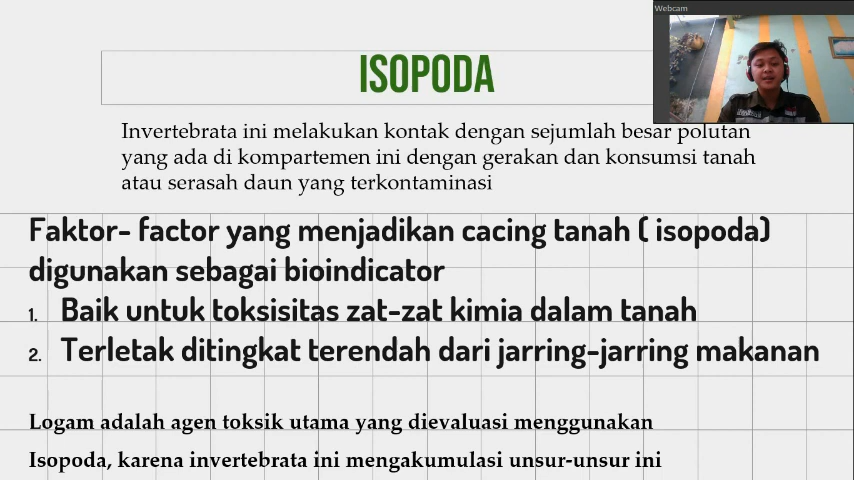 Webcam
ISOPODA
Invertebrata ini melakukan kontak dengan sejumlah besar polutan
yang ada di kompartemen ini dengan gerakan dan konsumsi tanah
atau serasah daun yang terkontaminasi
Faktor- factor yang menjadikan cacing tanah ( isopoda)
digunakan sebagai bioindicator
1. Baik untuk toksisitas zat-zat kimia dalam tanah
2. Terletak ditingkat terendah dari jarring-jarring makanan
Logam adalah agen toksik utama yang dievaluasi menggunakan
Isopoda, karena invertebrata ini mengakumulasi unsur-unsur ini